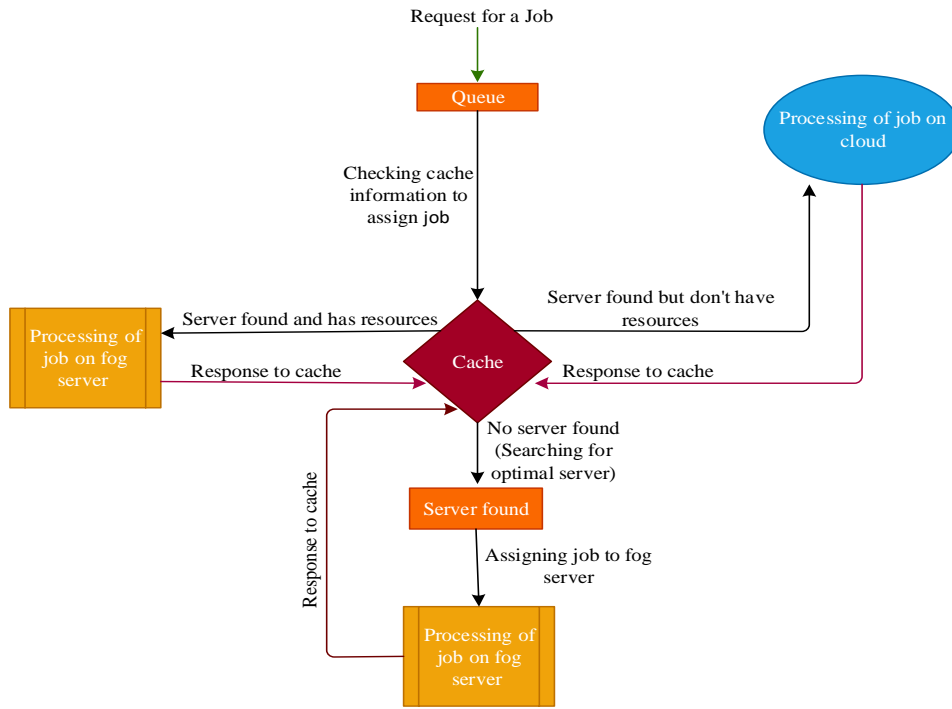 Request for a Job
Queue
Processing of job on
cloud
Checking cache
information to
assign job
Server found but don't have
resources
Server found and has resources
Processing of
job on fog
server
Cache
Response to cache
Response to cache
No server found
(Searching for
optimal server)
Response to cache
Server found
Assigning job to fog
server
Processing of
job on fog
server